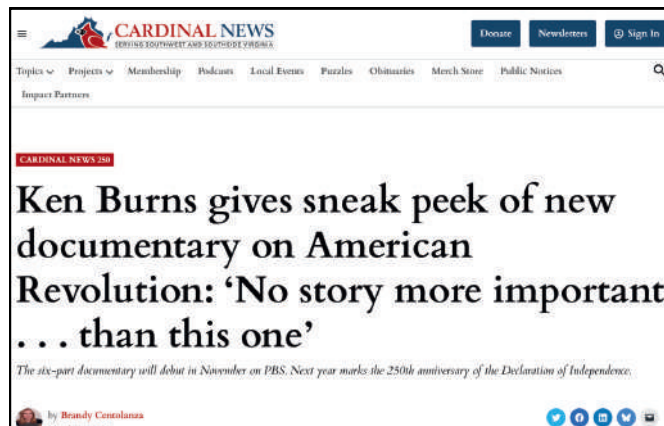 CARDINAL NEWS
SERVING SOUTHWEST AND SOUTHSIDE VIRGINIA
Donate
Newsletters
Sign In
Topics
Projects
Membership
Podcasts
Local Events
Puzzles
Obituaries
Merch Store
Public Notices
Impact Partners
CARDINAL NEWS 250
Ken Burns gives sneak peek of new
documentary on American
Revolution: ‘No story more important
. . . than this one’
The six-part documentary will debut in November on PBS. Next year marks the 250th anniversary of the Declaration of Independence.
by Brandy Centolanza